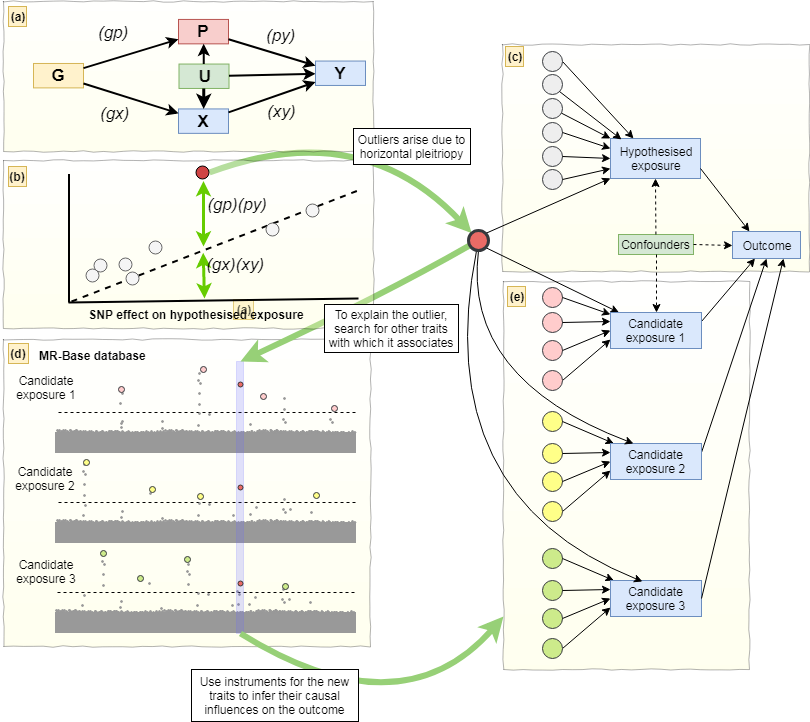 (a)
(gp)
P
(py)
G
U
Y
(gx)
X
(xy)
Outliers arise due to
horizontal pleitriopy
(b)
(gp)(py)
(gx)(xy)
(a)
SNP effect on hypothesised exposure
To explain the outlier,
search for other traits
with which it associates
(c)
Hypothesised
exposure
Confounders
Outcome
(d)
MR-Base database
Candidate
exposure 1
Candidate
exposure 2
Candidate
exposure 3
(e)
Candidate
exposure 1
Candidate
exposure 2
Candidate
exposure 3
Use instruments for the new
traits to infer their causal
influences on the outcome